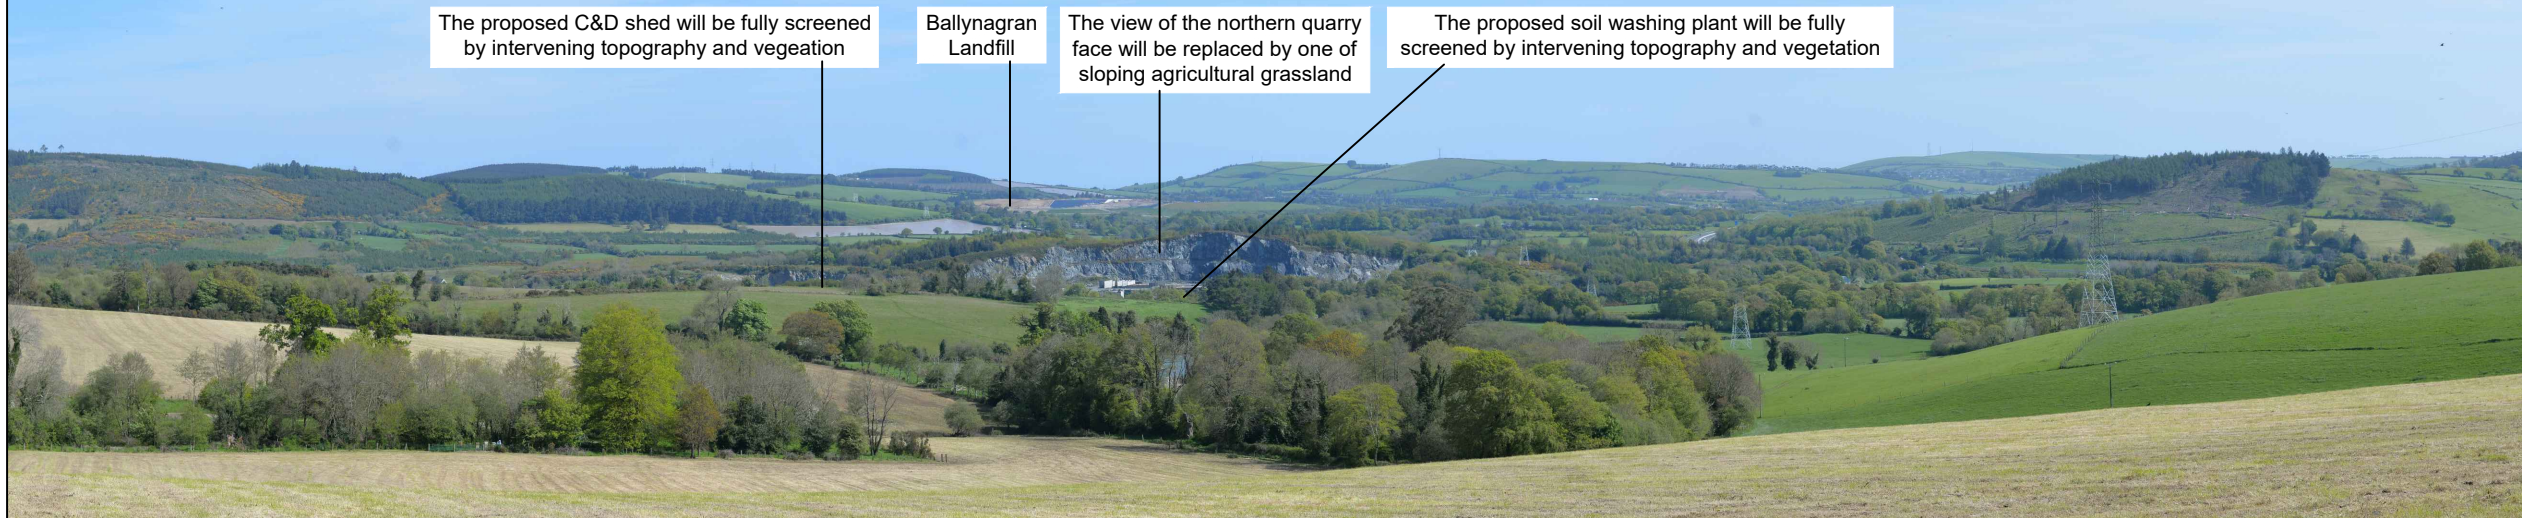 The proposed C&D shed will be fully screened
by intervening topography and vegeation
Ballynagran
Landfill
The view of the northern quarry
face will be replaced by one of
sloping agricultural grassland
The proposed soil washing plant will be fully
screened by intervening topography and vegetation